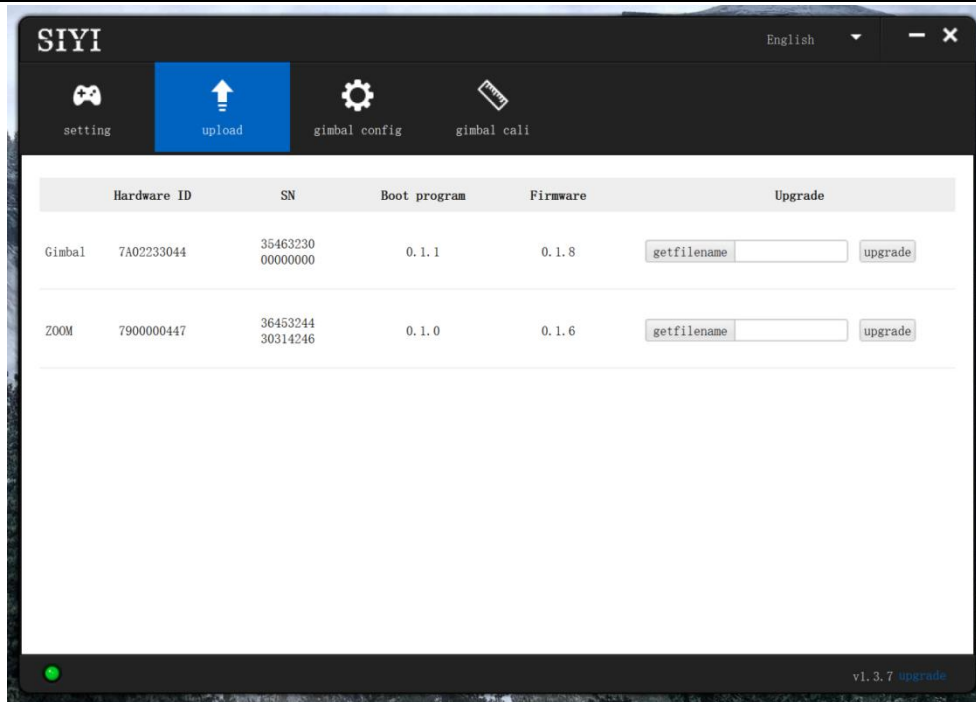 SIYI English
setting upload gimbal config gimbal cali
Hardware ID SN Boot program Firmware Upgrade
Gimbal 7A02233044 35463230 00000000 0.1.1 0.1.8 getfilename upgrade
ZOOM 7900000447 36453244 30314246 0.1.0 0.1.6 getfilename upgrade
v1.3.7 upgrade